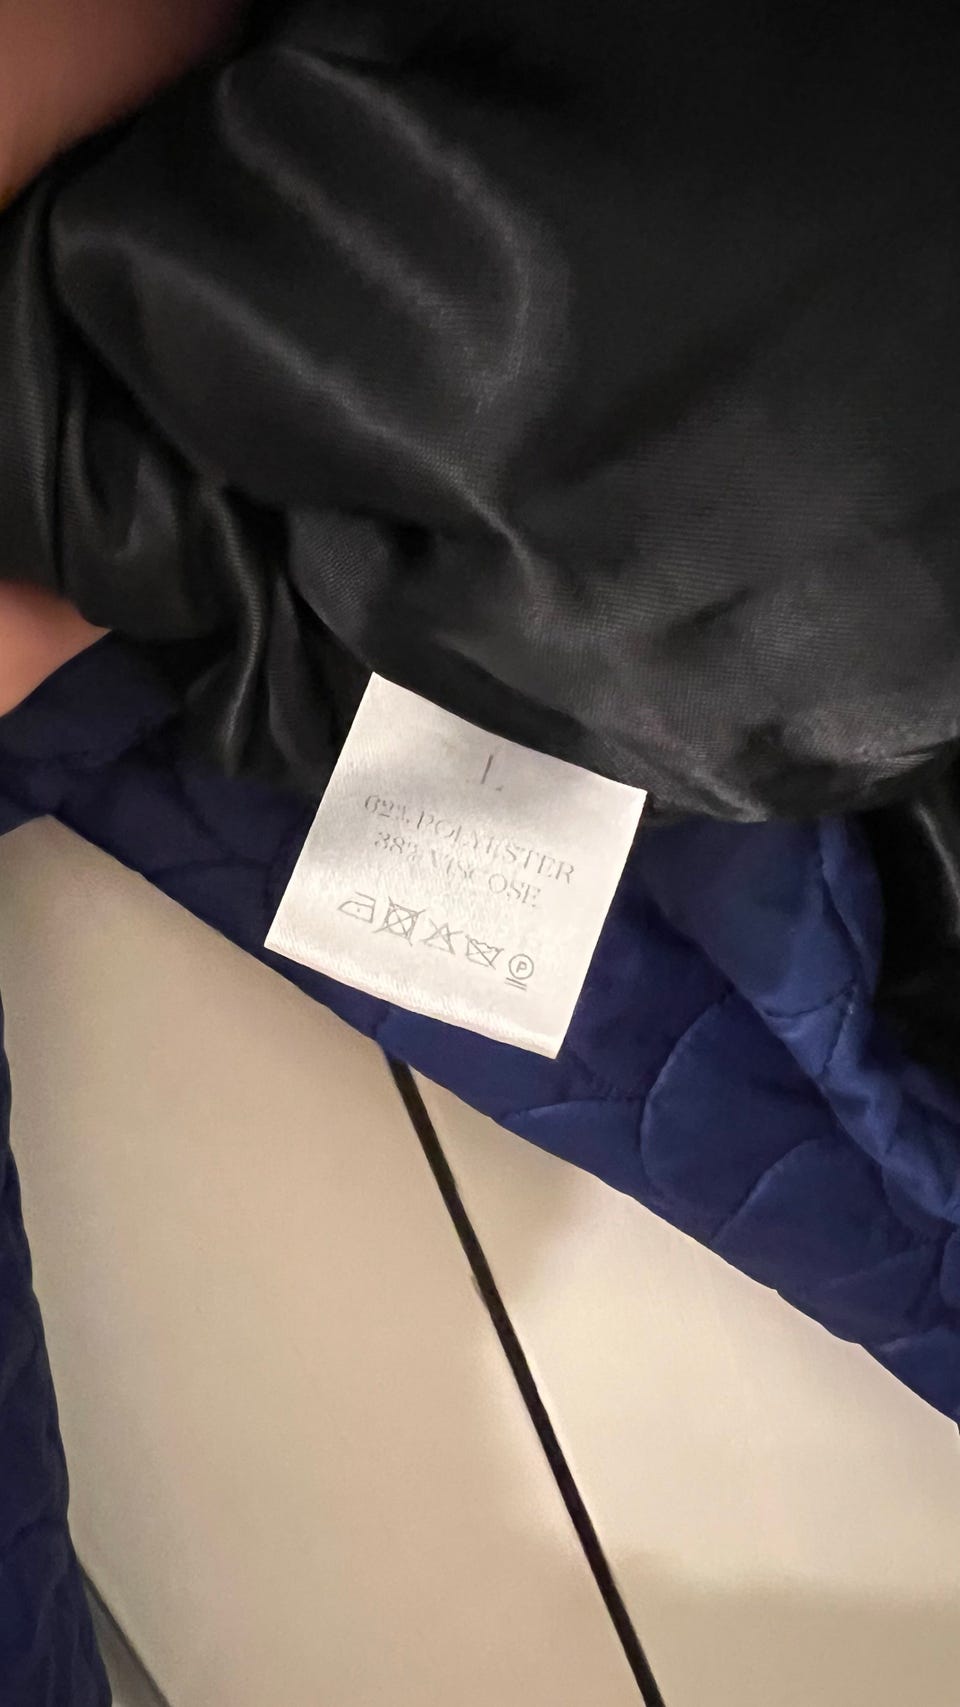 L
62% POLYESTER
38% VISCOSE
P